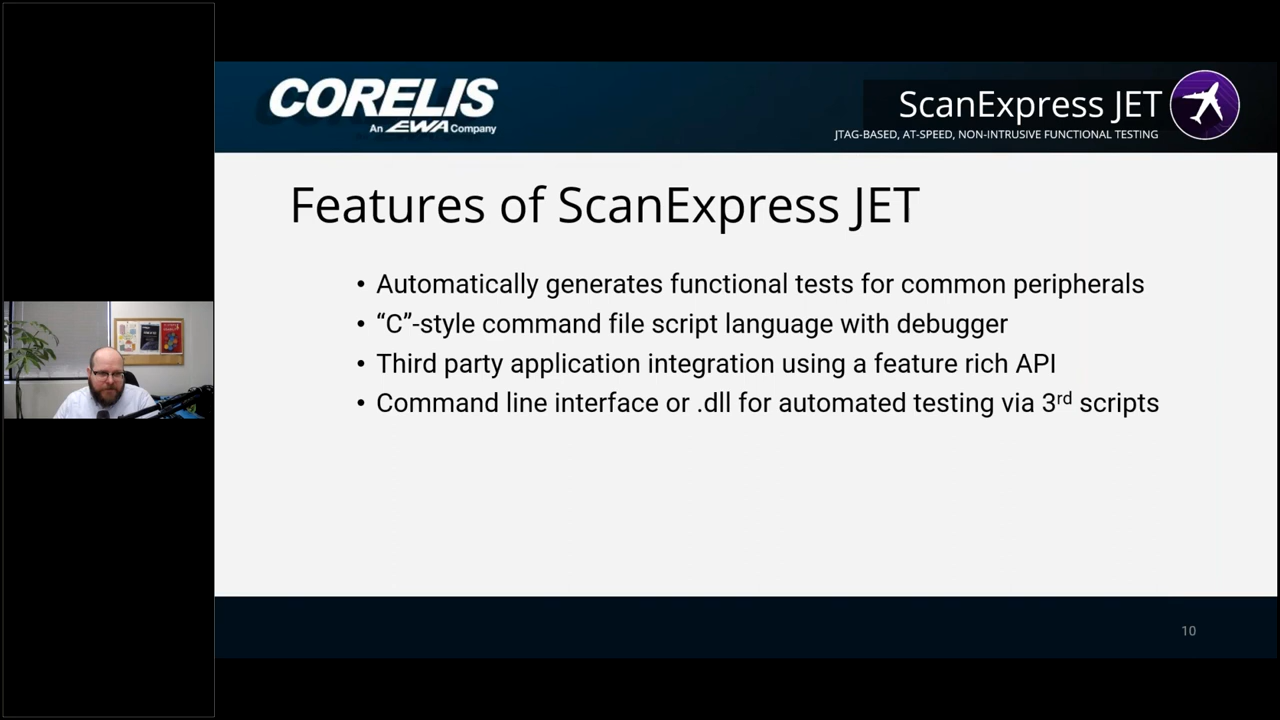 CORELIS
An EWA Company
ScanExpress JET
JTAG-BASED, AT-SPEED, NON-INTRUSIVE FUNCTIONAL TESTING
Features of ScanExpress JET
• Automatically generates functional tests for common peripherals
• “C”-style command file script language with debugger
• Third party application integration using a feature rich API
• Command line interface or .dll for automated testing via 3rd scripts
10